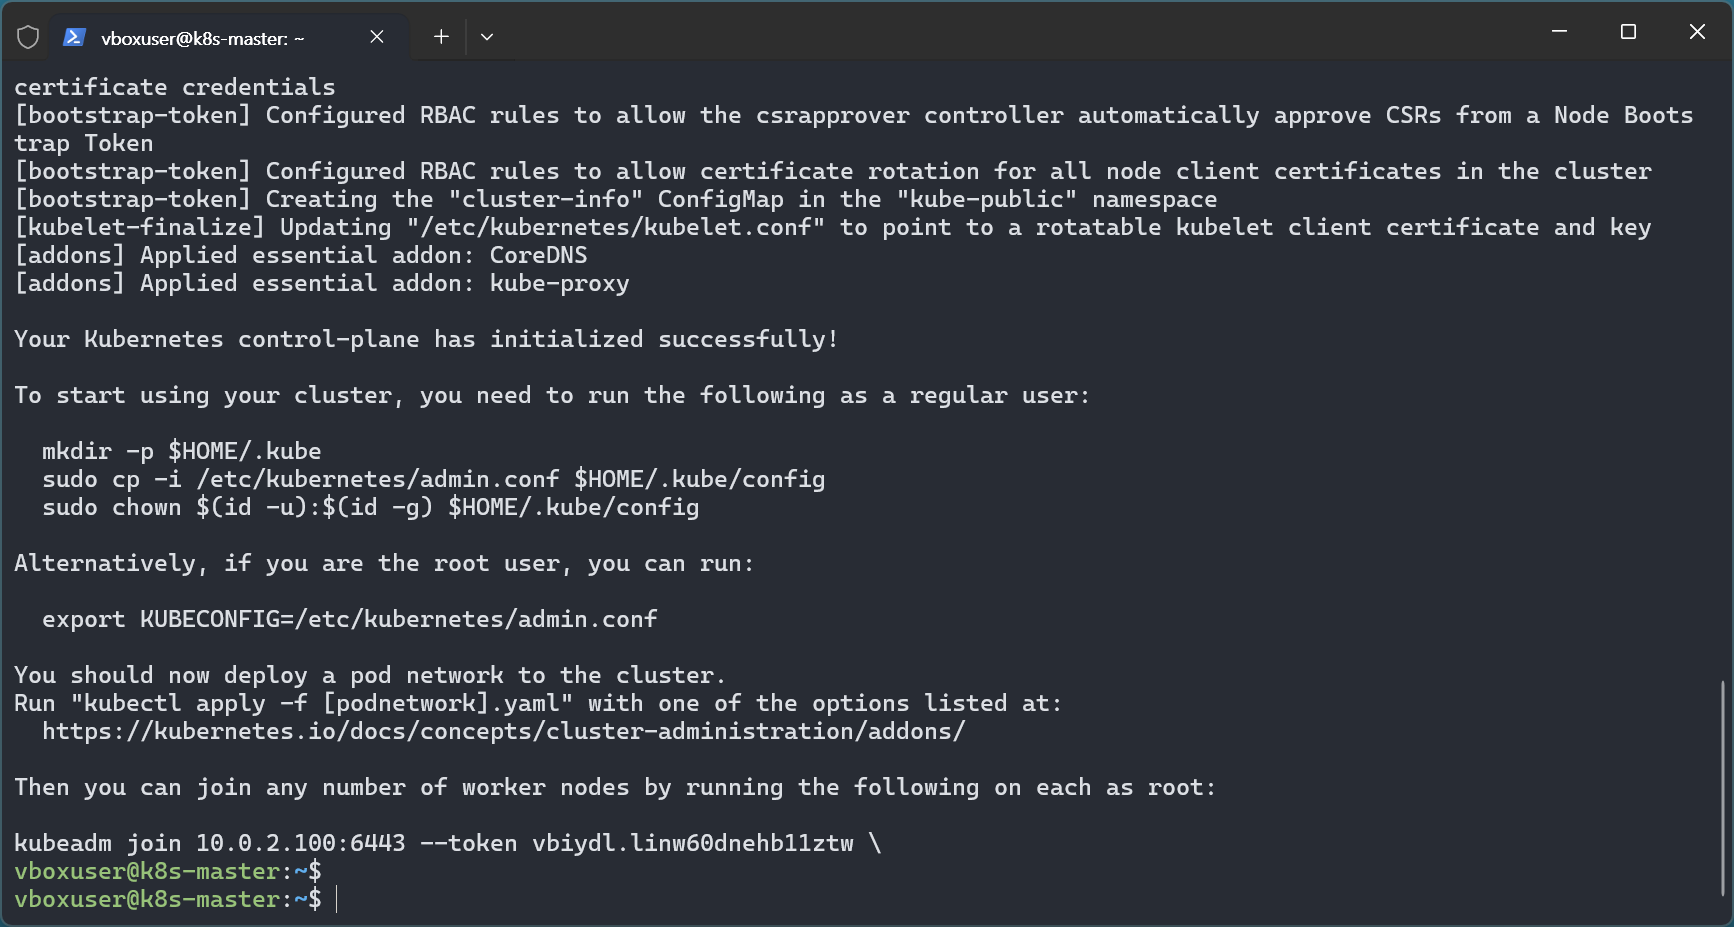 vboxuser@k8s-master: ~
certificate credentials
[bootstrap-token] Configured RBAC rules to allow the csrapprover controller automatically approve CSRs from a Node Boots
trap Token
[bootstrap-token] Configured RBAC rules to allow certificate rotation for all node client certificates in the cluster
[bootstrap-token] Creating the "cluster-info" ConfigMap in the "kube-public" namespace
[kubelet-finalize] Updating "/etc/kubernetes/kubelet.conf" to point to a rotatable kubelet client certificate and key
[addons] Applied essential addon: CoreDNS
[addons] Applied essential addon: kube-proxy

Your Kubernetes control-plane has initialized successfully!

To start using your cluster, you need to run the following as a regular user:

  mkdir -p $HOME/.kube
  sudo cp -i /etc/kubernetes/admin.conf $HOME/.kube/config
  sudo chown $(id -u):$(id -g) $HOME/.kube/config

Alternatively, if you are the root user, you can run:

  export KUBECONFIG=/etc/kubernetes/admin.conf

You should now deploy a pod network to the cluster.
Run "kubectl apply -f [podnetwork].yaml" with one of the options listed at:
  https://kubernetes.io/docs/concepts/cluster-administration/addons/

Then you can join any number of worker nodes by running the following on each as root:

kubeadm join 10.0.2.100:6443 --token vbiydl.linw60dnehb11ztw \
vboxuser@k8s-master:~$
vboxuser@k8s-master:~$